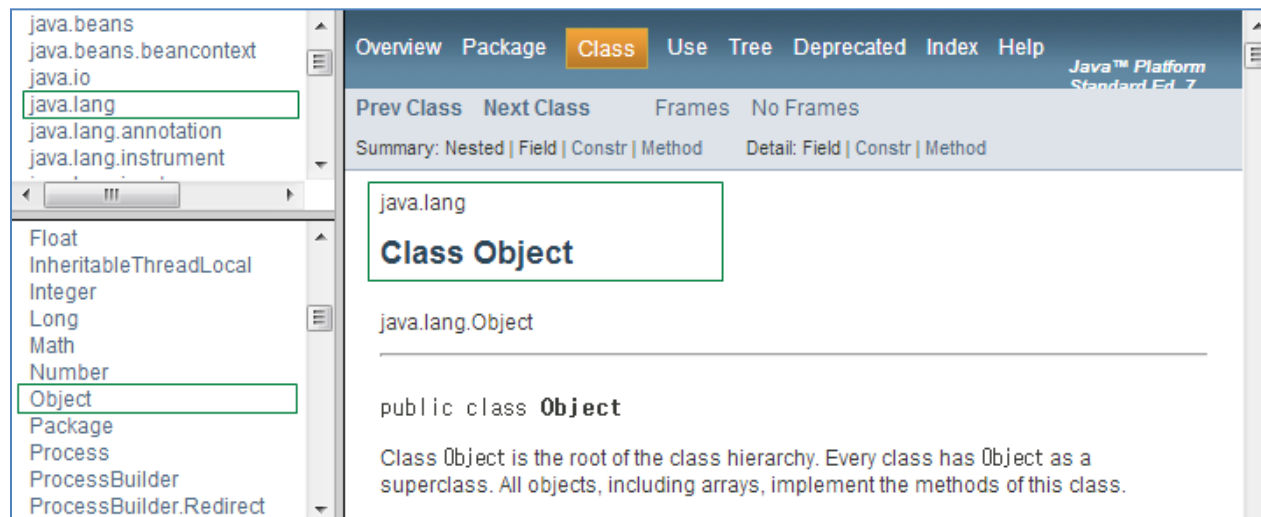 java.beans
java.beans.beancontext
java.io
java.lang
java.lang.annotation
java.lang.instrument
Float
InheritableThreadLocal
Integer
Long
Math
Number
Object
Package
Process
ProcessBuilder
ProcessBuilder.Redirect
Overview Package Class Use Tree Deprecated Index Help
Java™ Platform
Standard Ed. 7
Prev Class Next Class Frames No Frames
Summary: Nested | Field | Constr | Method Detail: Field | Constr | Method
java.lang
Class Object
java.lang.Object
public class Object
Class Object is the root of the class hierarchy. Every class has Object as a
superclass. All objects, including arrays, implement the methods of this class.